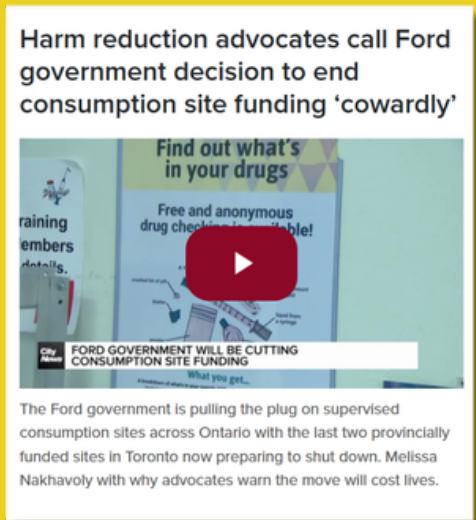 Harm reduction advocates call Ford
government decision to end
consumption site funding ‘cowardly’
Find out what's
in your drugs
Free and anonymous
drug
raining
embers
details.
City
News
FORD GOVERNMENT WILL BE CUTTING
CONSUMPTION SITE FUNDING
What you get...
The Ford government is pulling the plug on supervised
consumption sites across Ontario with the last two provincially
funded sites in Toronto now preparing to shut down. Melissa
Nakhavoly with why advocates warn the move will cost lives.